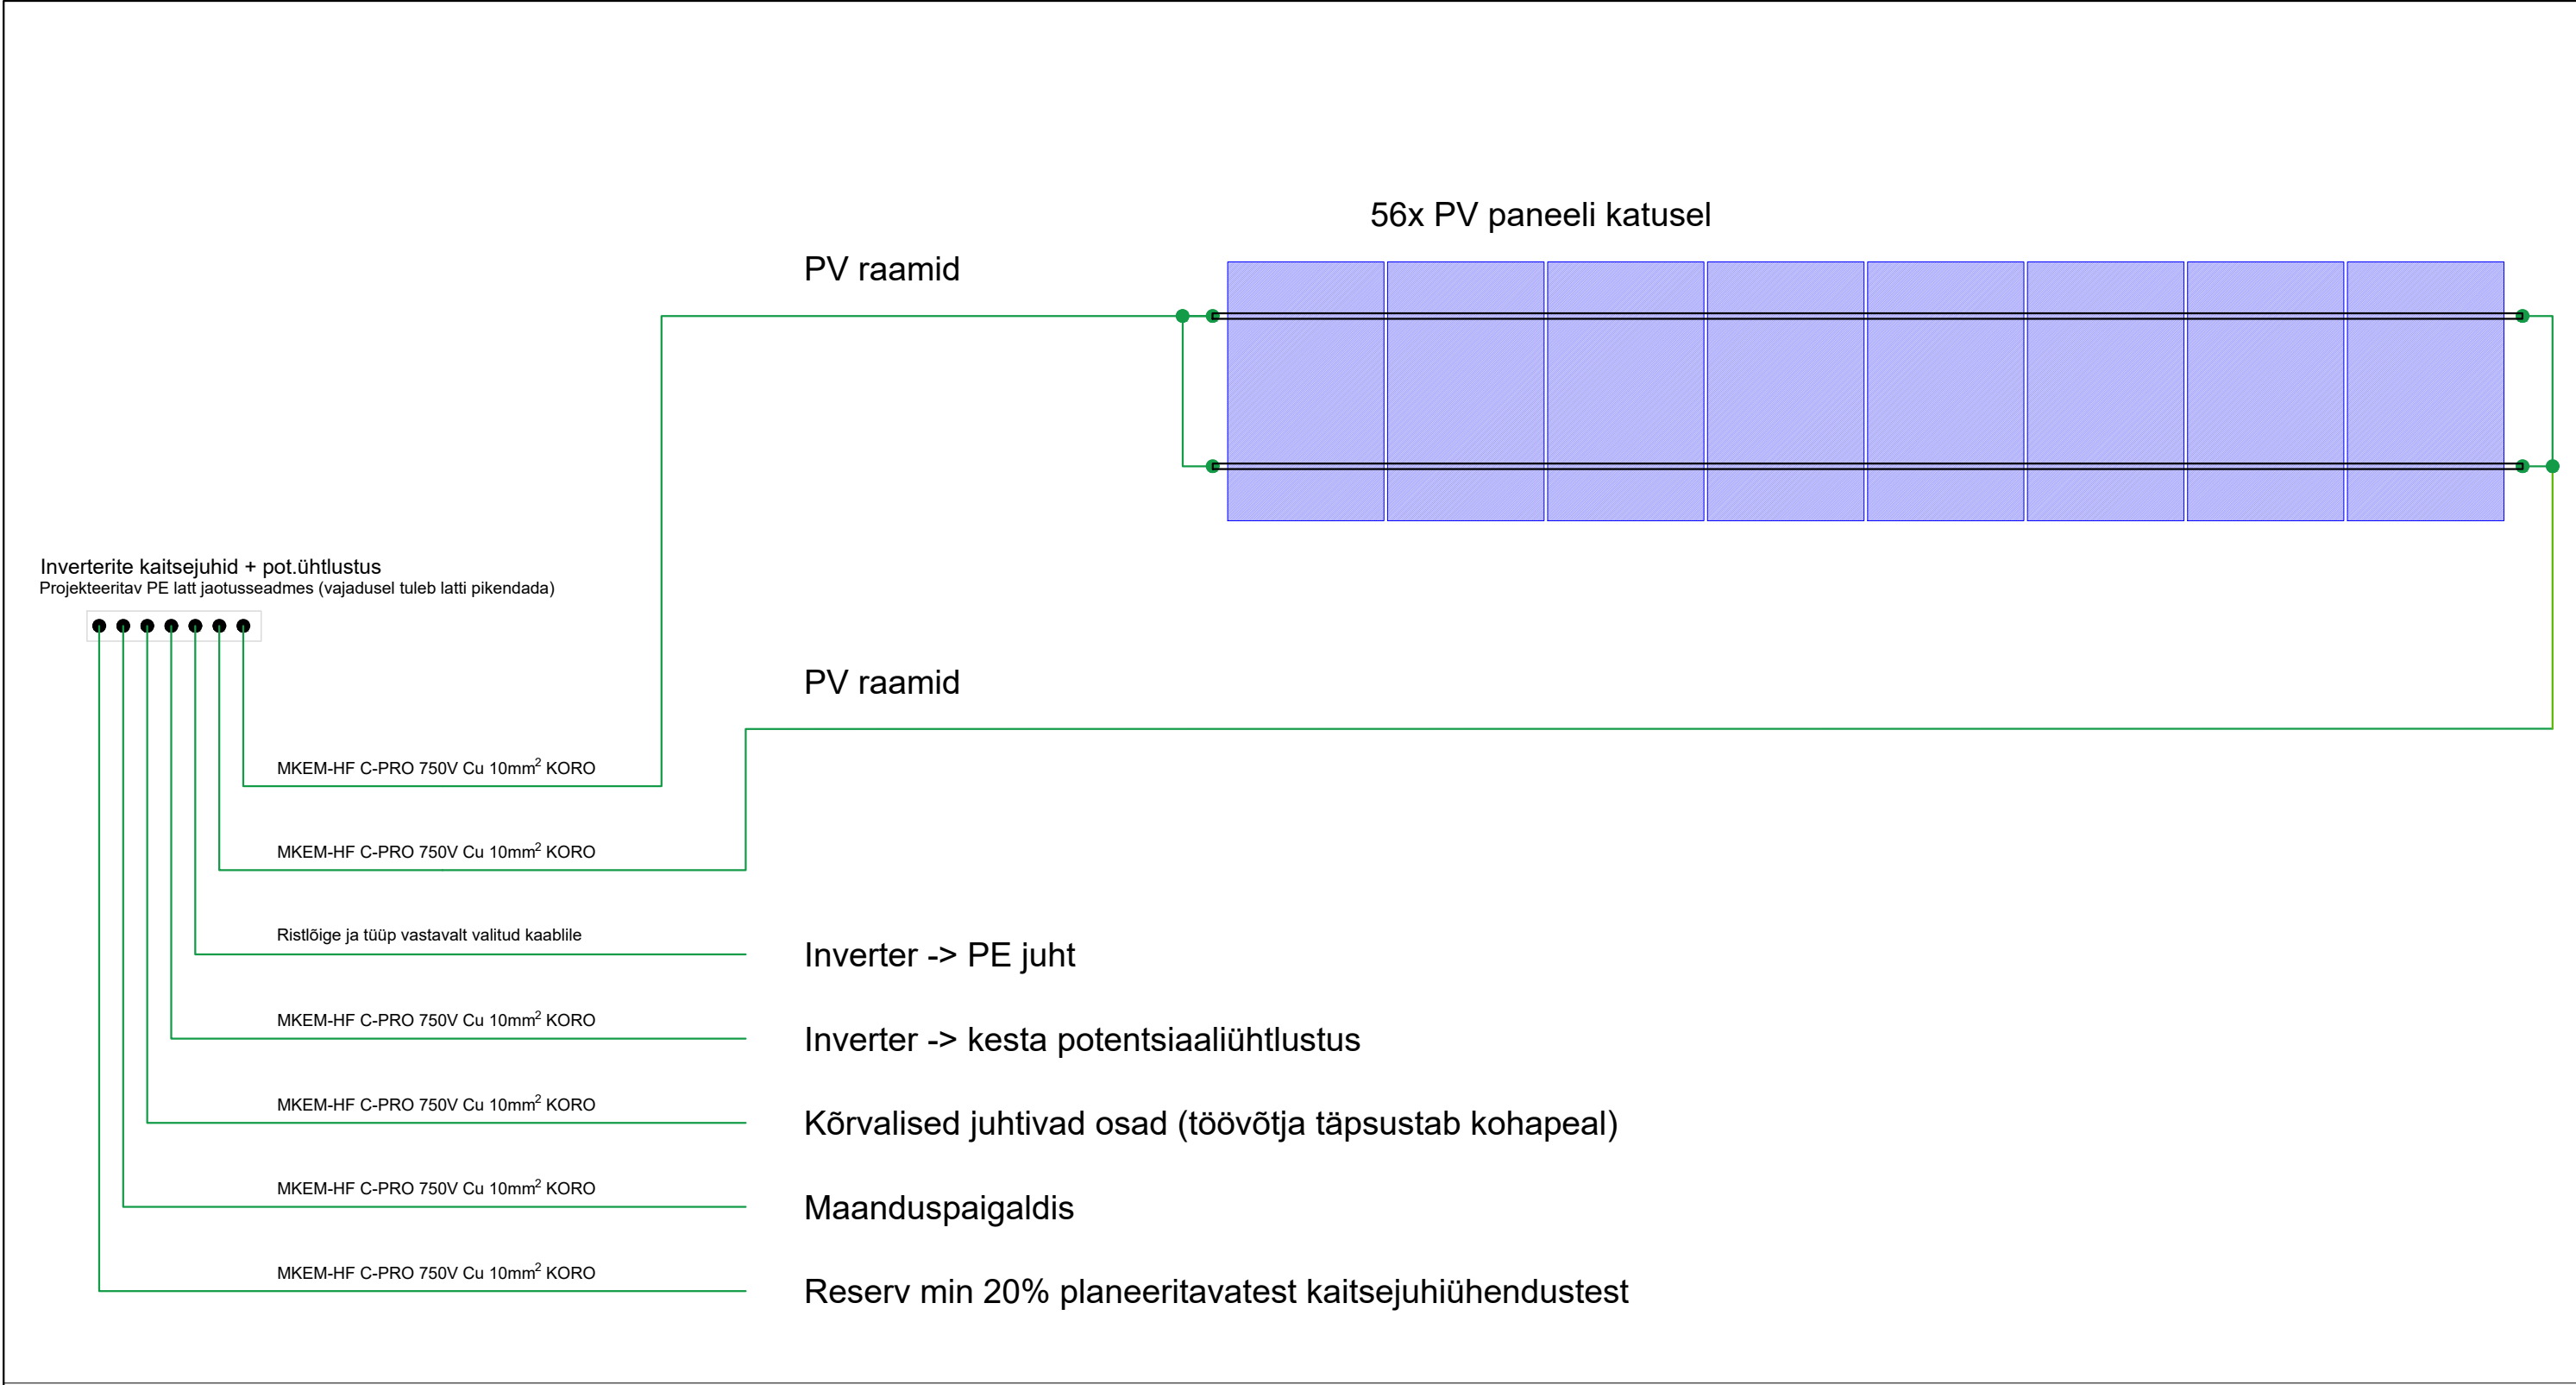 56x PV paneeli katusel
PV raamid
Inverterite kaitsejuhid + pot.ühtlustus
Projekteeritav PE latt jaotusseadmes (vajadusel tuleb latti pikendada)
PV raamid
MKEM-HF C-PRO 750V Cu 10mm² KORO
MKEM-HF C-PRO 750V Cu 10mm² KORO
Ristlõige ja tüüp vastavalt valitud kaablile
Inverter -> PE juht
MKEM-HF C-PRO 750V Cu 10mm² KORO
Inverter -> kesta potentsiaaliühtlustus
MKEM-HF C-PRO 750V Cu 10mm² KORO
Kõrvalised juhtivad osad (töövõtja täpsustab kohapeal)
MKEM-HF C-PRO 750V Cu 10mm² KORO
Maanduspaigaldis
MKEM-HF C-PRO 750V Cu 10mm² KORO
Reserv min 20% planeeritavatest kaitsejuhiühendustest